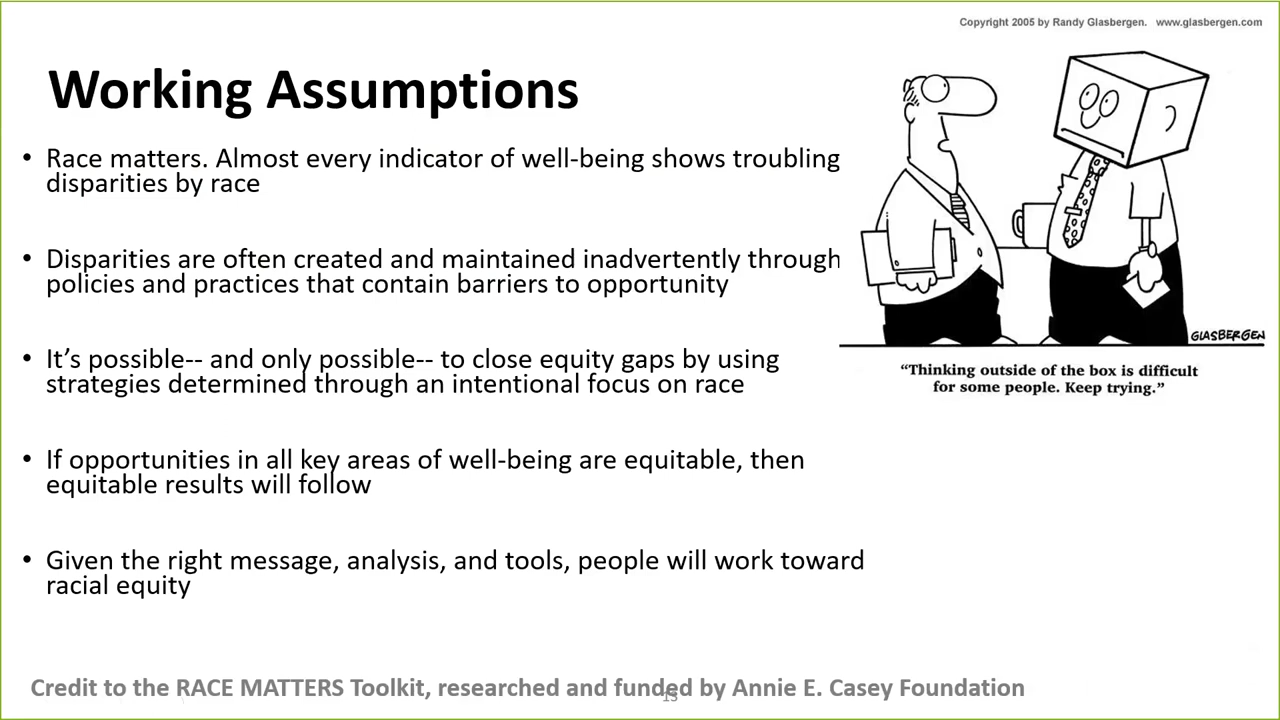 Copyright 2005 by Randy Glasbergen.   www.glasbergen.com
Working Assumptions
• Race matters. Almost every indicator of well-being shows troubling
disparities by race
• Disparities are often created and maintained inadvertently through
policies and practices that contain barriers to opportunity
• It’s possible-- and only possible-- to close equity gaps by using
strategies determined through an intentional focus on race
• If opportunities in all key areas of well-being are equitable, then
equitable results will follow
• Given the right message, analysis, and tools, people will work toward
racial equity
GLASBERGEN
“Thinking outside of the box is difficult
for some people. Keep trying.”
Credit to the RACE MATTERS Toolkit, researched and funded by Annie E. Casey Foundation
13